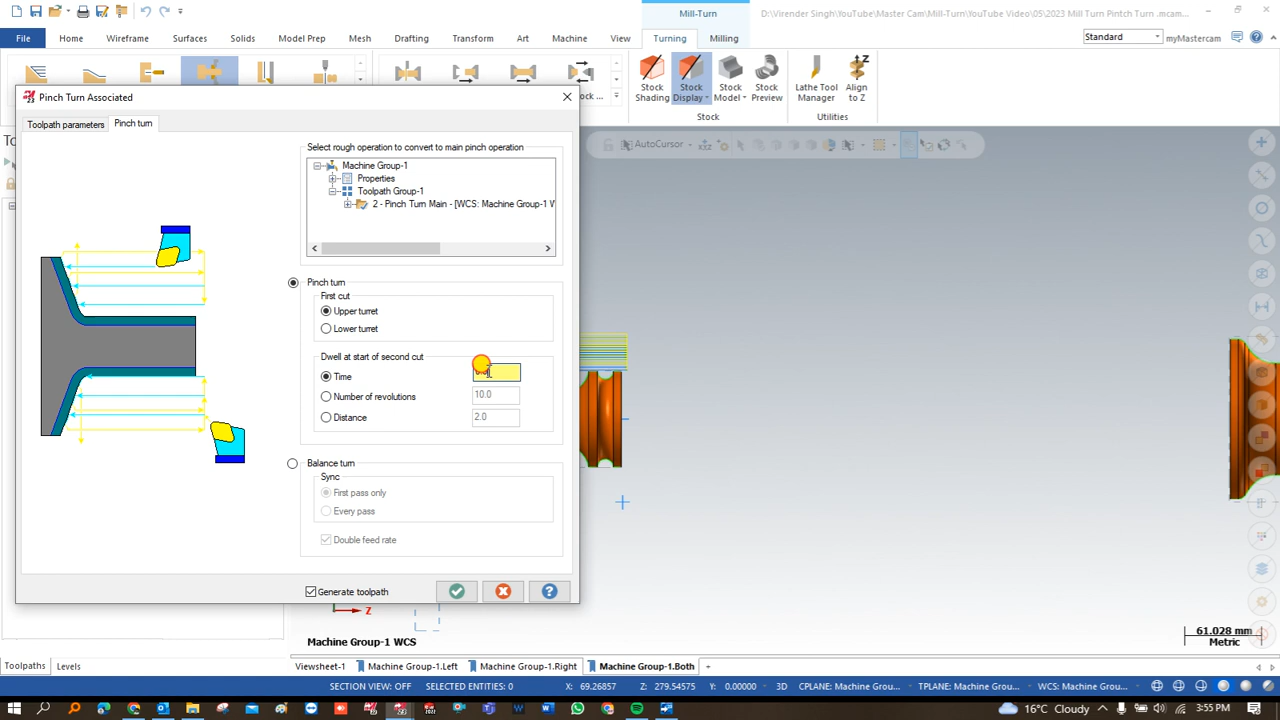 Mill-Turn
D:\Virender Singh\YouTube\Master Cam\Mill-Turn\YouTube Video\05\2023 Mill Turn Pintch Turn .mcam...
File
Home
Wireframe
Surfaces
Solids
Model Prep
Mesh
Drafting
Transform
Art
Machine
View
Turning
Milling
Standard
myMastercam
Stock ...
Stock Shading
Stock Display
Stock Model
Stock Preview
Lathe Tool Manager
Align to Z
Stock
Utilities
Pinch Turn Associated
Toolpath parameters
Pinch turn
AutoCursor
Select rough operation to convert to main pinch operation
Machine Group-1
Properties
Toolpath Group-1
2 - Pinch Turn Main - [WCS: Machine Group-1 W
Pinch turn
First cut
Upper turret
Lower turret
Dwell at start of second cut
Time
Number of revolutions
10.0
Distance
2.0
Balance turn
Sync
First pass only
Every pass
Double feed rate
Generate toolpath
Z
Machine Group-1 WCS
61.028 mm
Metric
Toolpaths
Levels
Viewsheet-1
Machine Group-1.Left
Machine Group-1.Right
Machine Group-1.Both
+
SECTION VIEW: OFF
SELECTED ENTITIES: 0
X: 69.26857
Z: 279.54575
Y: 0.00000
3D
CPLANE: Machine Grou...
TPLANE: Machine Grou...
WCS: Machine Grou...
16°C Cloudy
3:55 PM